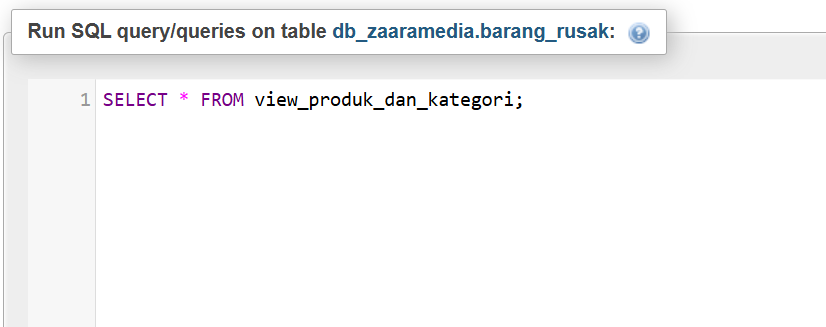 Run SQL query/queries on table db_zaaramedia.barang_rusak:
1 SELECT * FROM view_produk_dan_kategori;